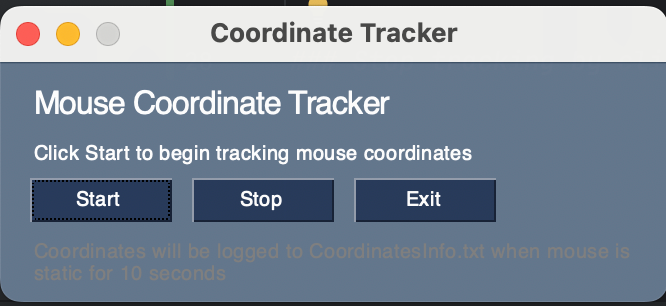 Coordinate Tracker
Mouse Coordinate Tracker
Click Start to begin tracking mouse coordinates
Start Stop Exit
Coordinates will be logged to CoordinatesInfo.txt when mouse is
static for 10 seconds